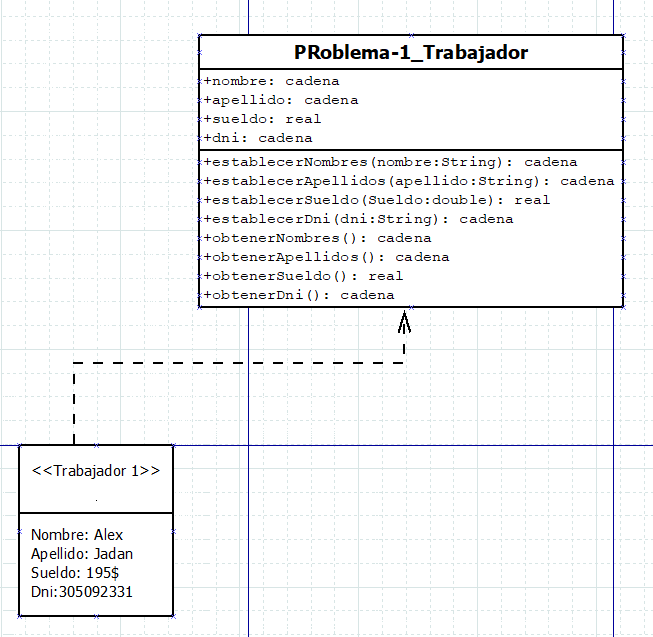 PRoblema-1_Trabajador
+nombre: cadena
+apellido: cadena
+sueldo: real
+dni: cadena
+establecerNombres(nombre:String): cadena
+establecerApellidos(apellido:String): cadena
+establecerSueldo(Sueldo:double): real
+establecerDni(dni:String): cadena
+obtenerNombres(): cadena
+obtenerApellidos(): cadena
+obtenerSueldo(): real
+obtenerDni(): cadena
<<Trabajador 1>>
.
Nombre: Alex
Apellido: Jadan
Sueldo: 195$
Dni:305092331